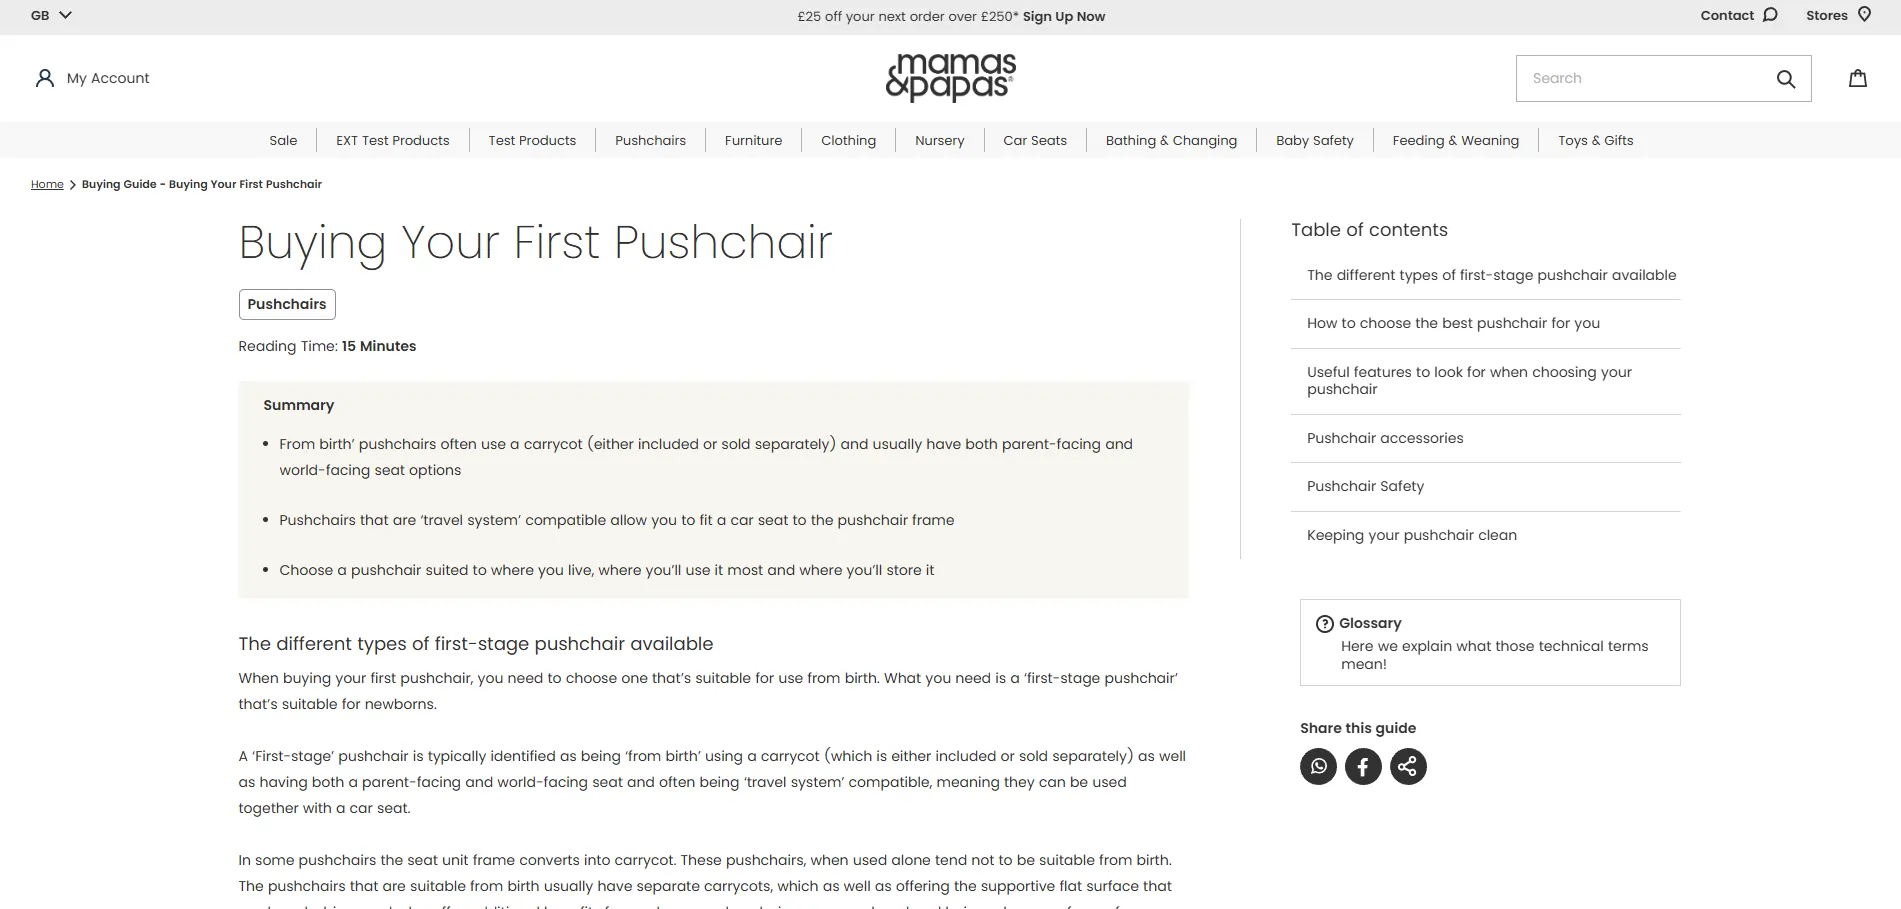 GB
£25 off your next order over £250* Sign Up Now
Contact
Stores
My Account
mamas
&papas®
Search
Sale
EXT Test Products
Test Products
Pushchairs
Furniture
Clothing
Nursery
Car Seats
Bathing & Changing
Baby Safety
Feeding & Weaning
Toys & Gifts
Home > Buying Guide - Buying Your First Pushchair
Buying Your First Pushchair
Pushchairs
Reading Time: 15 Minutes
Summary
• From birth’ pushchairs often use a carrycot (either included or sold separately) and usually have both parent-facing and
world-facing seat options
• Pushchairs that are ‘travel system’ compatible allow you to fit a car seat to the pushchair frame
• Choose a pushchair suited to where you live, where you’ll use it most and where you’ll store it
The different types of first-stage pushchair available
When buying your first pushchair, you need to choose one that’s suitable for use from birth. What you need is a ‘first-stage pushchair’
that’s suitable for newborns.
A ‘First-stage’ pushchair is typically identified as being ‘from birth’ using a carrycot (which is either included or sold separately) as well
as having both a parent-facing and world-facing seat and often being ‘travel system’ compatible, meaning they can be used
together with a car seat.
In some pushchairs the seat unit frame converts into carrycot. These pushchairs, when used alone tend not to be suitable from birth.
The pushchairs that are suitable from birth usually have separate carrycots, which as well as offering the supportive flat surface that
Table of contents
The different types of first-stage pushchair available
How to choose the best pushchair for you
Useful features to look for when choosing your
pushchair
Pushchair accessories
Pushchair Safety
Keeping your pushchair clean
Glossary
Here we explain what those technical terms
mean!
Share this guide